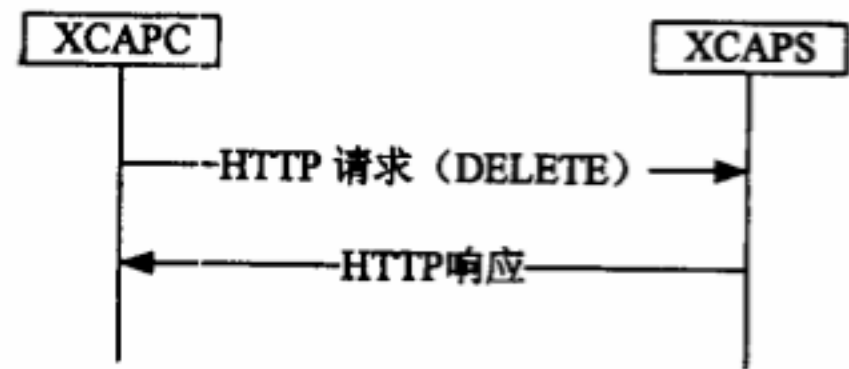 XCAPC
XCAPS
HTTP 请求（DELETE）
HTTP响应